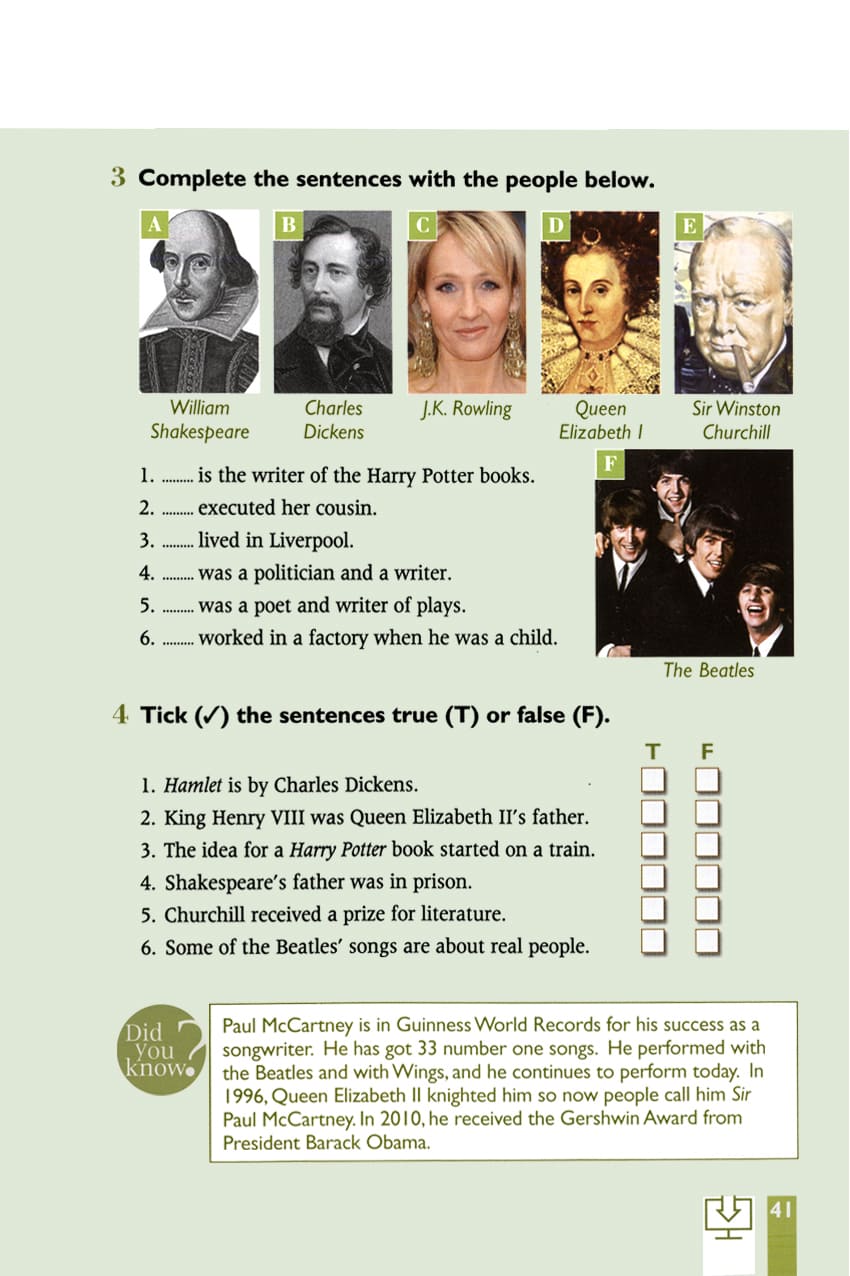 3 Complete the sentences with the people below.
A
B
C
D
E
William
Shakespeare
Charles
Dickens
J.K. Rowling
Queen
Elizabeth I
Sir Winston
Churchill
F
1. ......... is the writer of the Harry Potter books.
2. ......... executed her cousin.
3. ......... lived in Liverpool.
4. ......... was a politician and a writer.
5. ......... was a poet and writer of plays.
6. ......... worked in a factory when he was a child.
The Beatles
4 Tick (✓) the sentences true (T) or false (F).
T F
1. Hamlet is by Charles Dickens.
2. King Henry VIII was Queen Elizabeth II's father.
3. The idea for a Harry Potter book started on a train.
4. Shakespeare's father was in prison.
5. Churchill received a prize for literature.
6. Some of the Beatles' songs are about real people.
Did
you
know?
Paul McCartney is in Guinness World Records for his success as a
songwriter. He has got 33 number one songs. He performed with
the Beatles and with Wings, and he continues to perform today. In
1996, Queen Elizabeth II knighted him so now people call him Sir
Paul McCartney. In 2010, he received the Gershwin Award from
President Barack Obama.
41